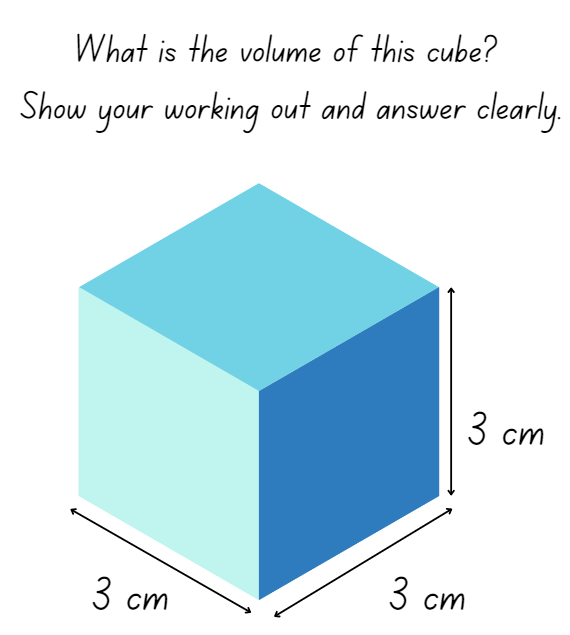 What is the volume of this cube?
Show your working out and answer clearly.
3 cm
3 cm
3 cm